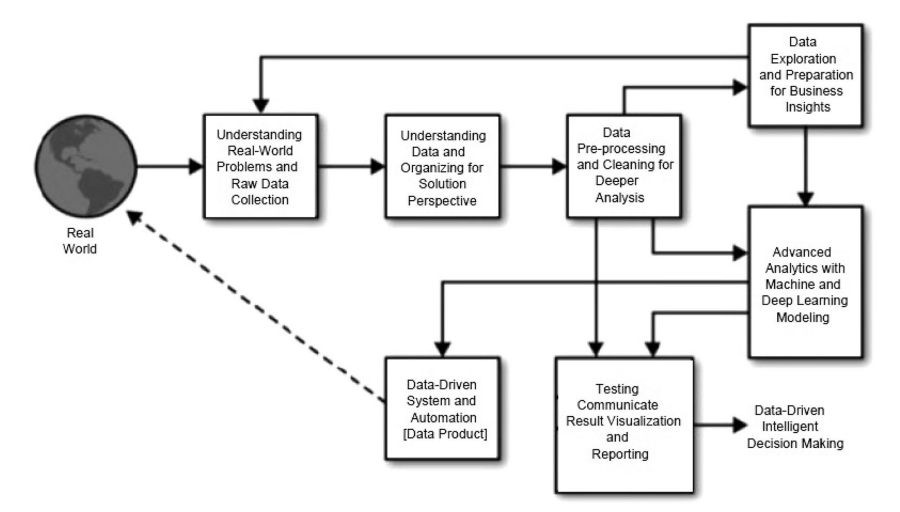 Data
Exploration
and Preparation
for Business
Insights
Understanding
Real-World
Problems and
Raw Data
Collection
Understanding
Data and
Organizing for
Solution
Perspective
Data
Pre-processing
and Cleaning for
Deeper
Analysis
Real
World
Advanced
Analytics with
Machine and
Deep Learning
Modeling
Data-Driven
System and
Automation
[Data Product]
Testing
Communicate
Result Visualization
and
Reporting
Data-Driven
Intelligent
Decision Making